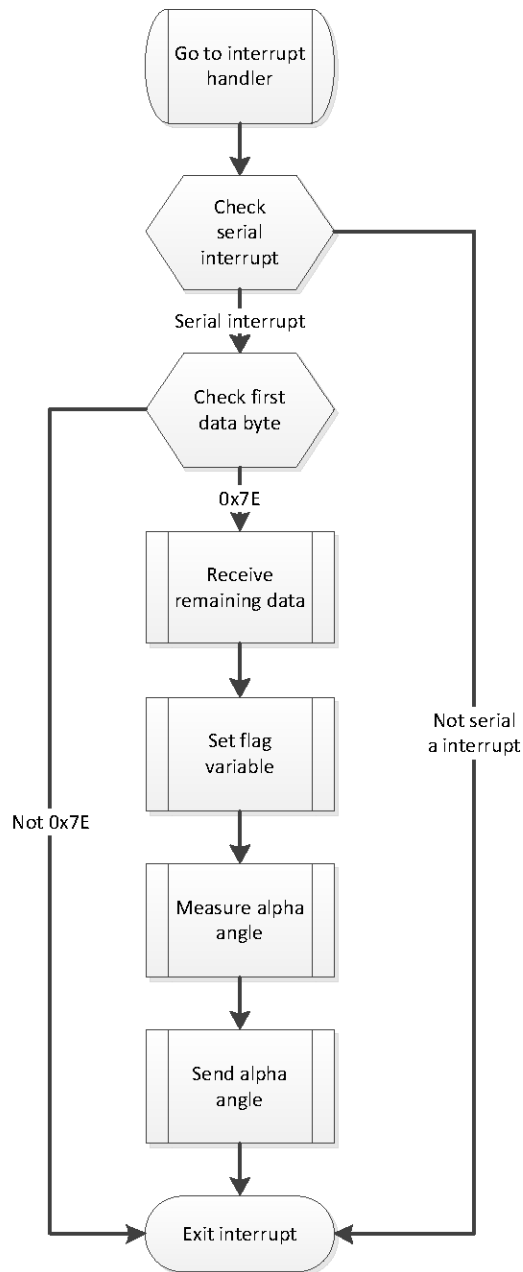 Go to interrupt
handler
Check
serial
interrupt
Serial interrupt
Check first
data byte
0x7E
Receive
remaining data
Set flag
variable
Not serial
a interrupt
Not 0x7E
Measure alpha
angle
Send alpha
angle
Exit interrupt